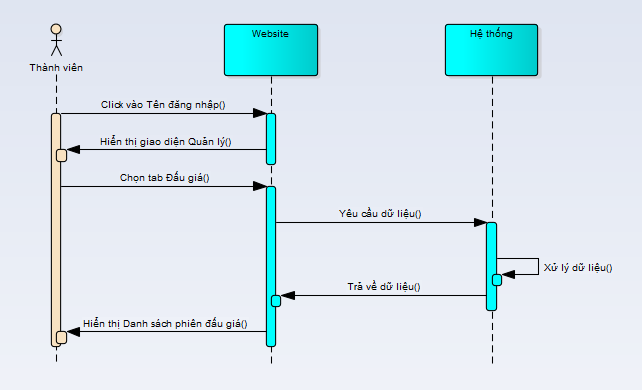 Website
Hệ thống
Thành viên
Click vào Tên đăng nhập()
Hiển thị giao diện Quản lý()
Chọn tab Đấu giá()
Yêu cầu dữ liệu()
Xử lý dữ liệu()
Trả về dữ liệu()
Hiển thị Danh sách phiên đấu giá()